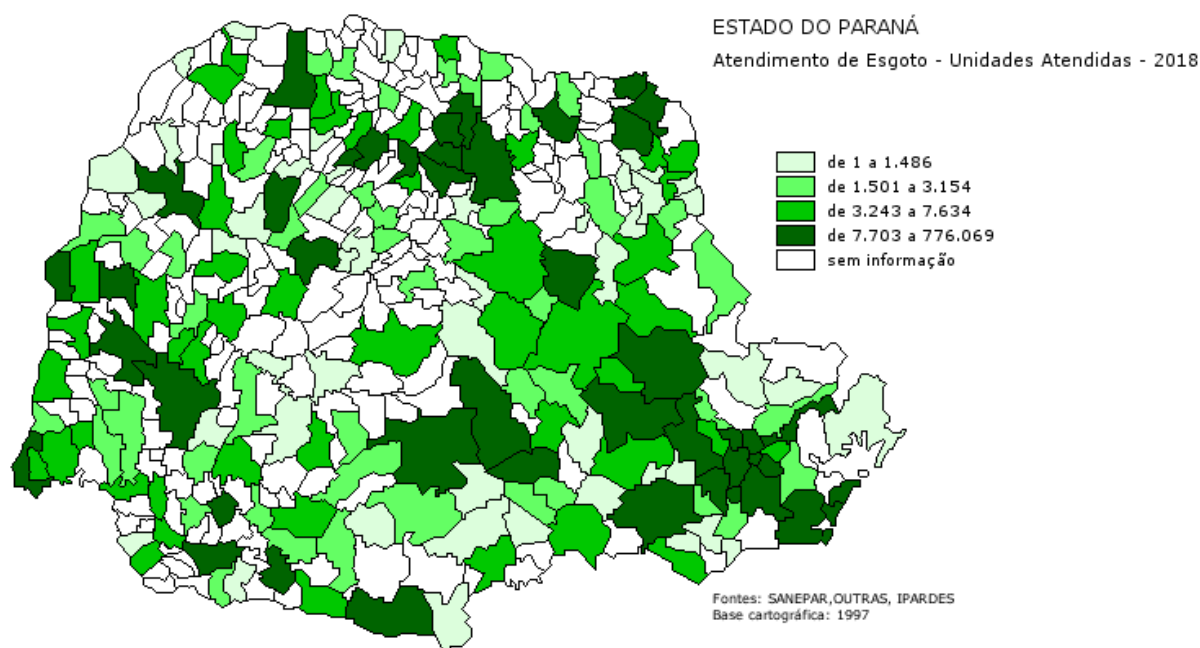 ESTADO DO PARANÁ
Atendimento de Esgoto - Unidades Atendidas - 2018
de 1 a 1.486
de 1.501 a 3.154
de 3.243 a 7.634
de 7.703 a 776.069
sem informação
Fontes: SANEPAR,OUTRAS, IPARDES
Base cartográfica: 1997